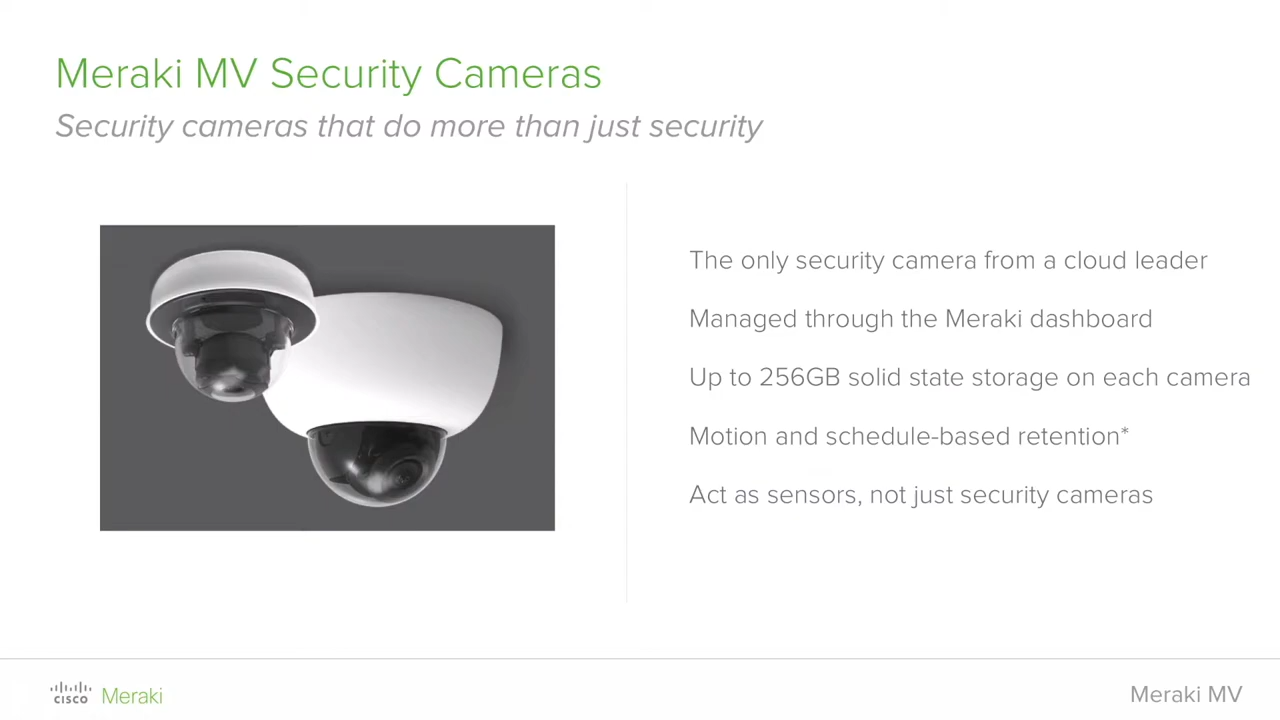 Meraki MV Security Cameras
Security cameras that do more than just security
The only security camera from a cloud leader
Managed through the Meraki dashboard
Up to 256GB solid state storage on each camera
Motion and schedule-based retention*
Act as sensors, not just security cameras
CISCO Meraki
Meraki MV